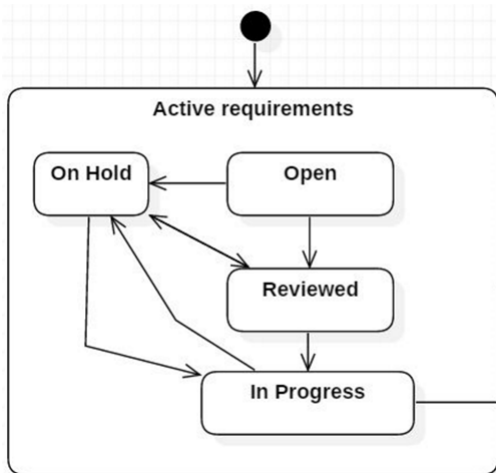 Active requirements
On Hold
Open
Reviewed
In Progress